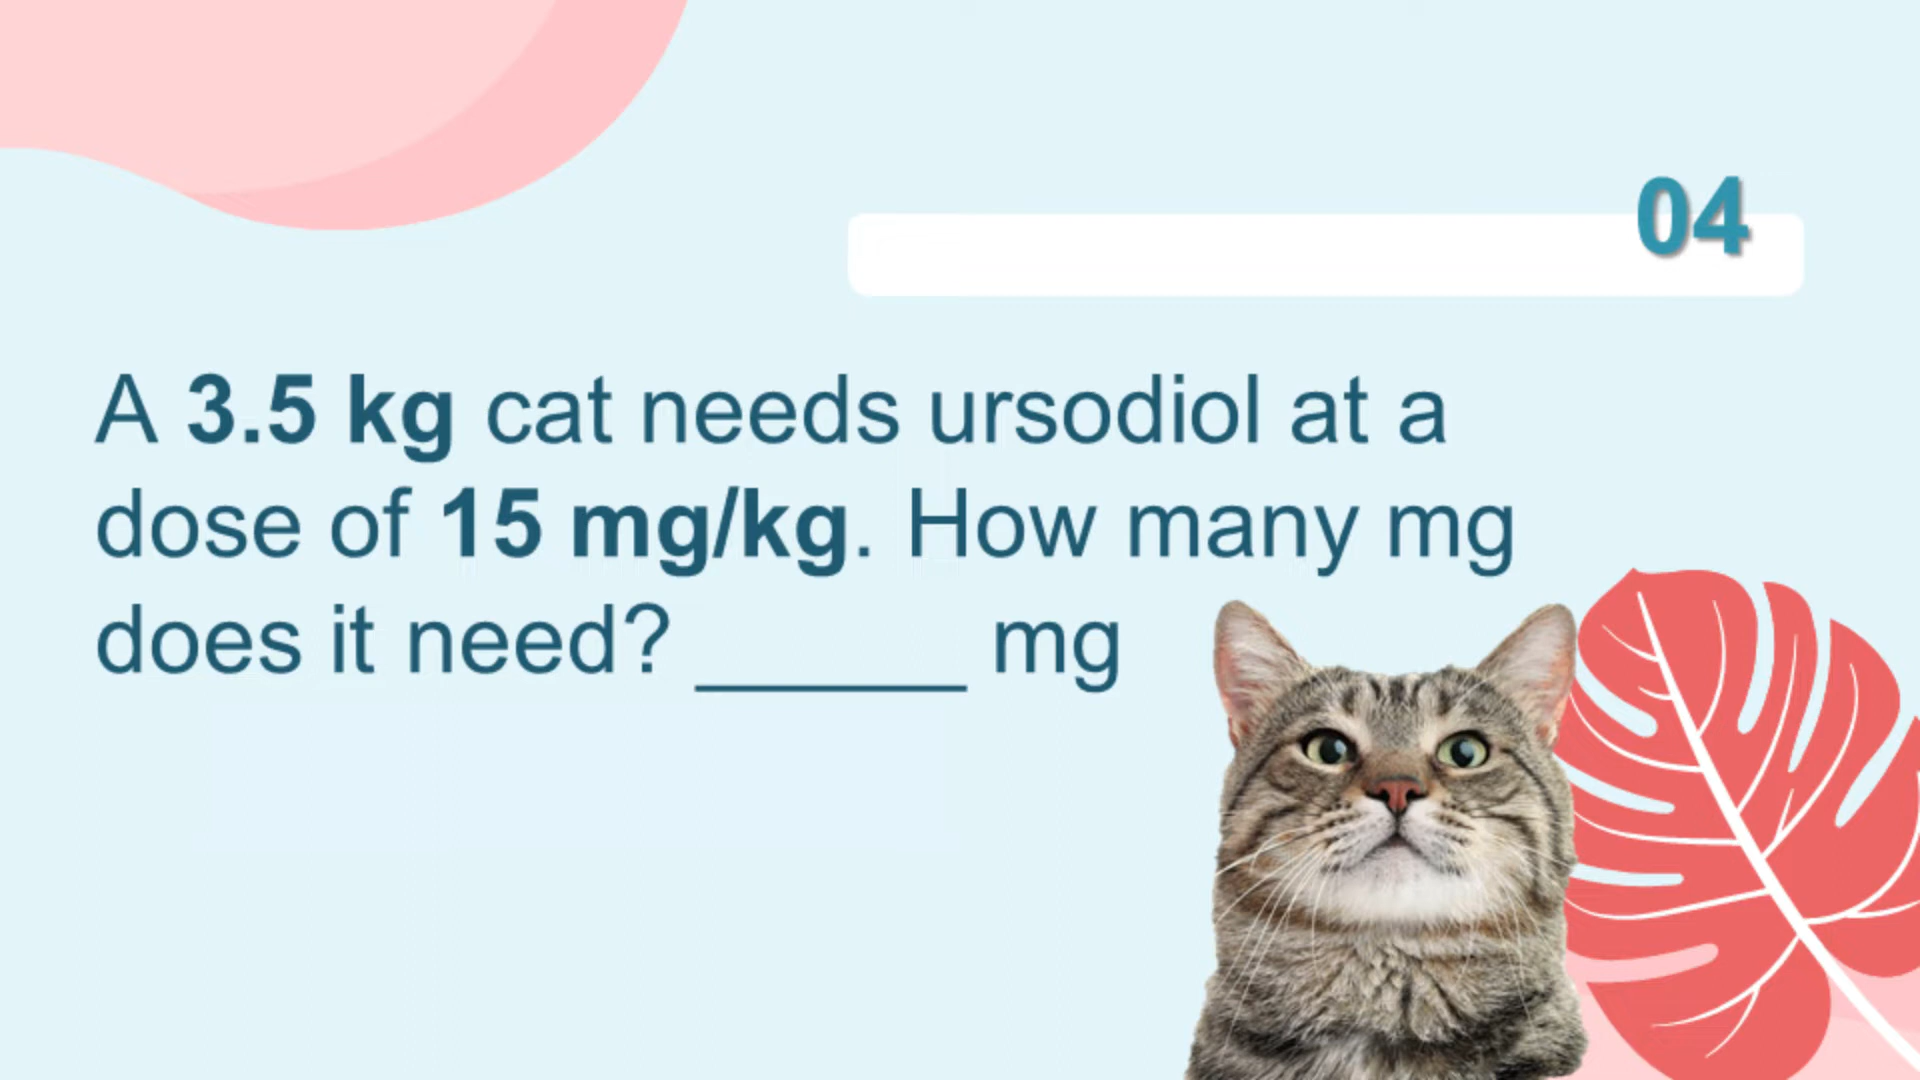 04
A 3.5 kg cat needs ursodiol at a
dose of 15 mg/kg. How many mg
does it need? ______ mg